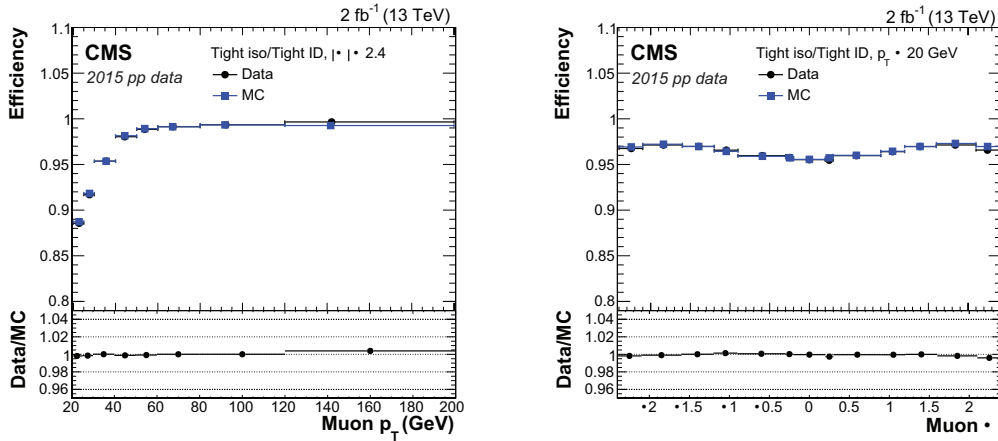 2 fb⁻¹ (13 TeV)
CMS
2015 pp data
Tight iso/Tight ID, |• | • 2.4
Data
MC
Efficiency
1.1
1.05
1
0.95
0.9
0.85
0.8
Data/MC
1.04
1.02
1
0.98
0.96
20 40 60 80 100 120 140 160 180 200
Muon p_T (GeV)
2 fb⁻¹ (13 TeV)
CMS
2015 pp data
Tight iso/Tight ID, p_T • 20 GeV
Data
MC
Efficiency
1.1
1.05
1
0.95
0.9
0.85
0.8
Data/MC
1.04
1.02
1
0.98
0.96
•2 •1.5 •1 •0.5 0 0.5 1 1.5 2
Muon •